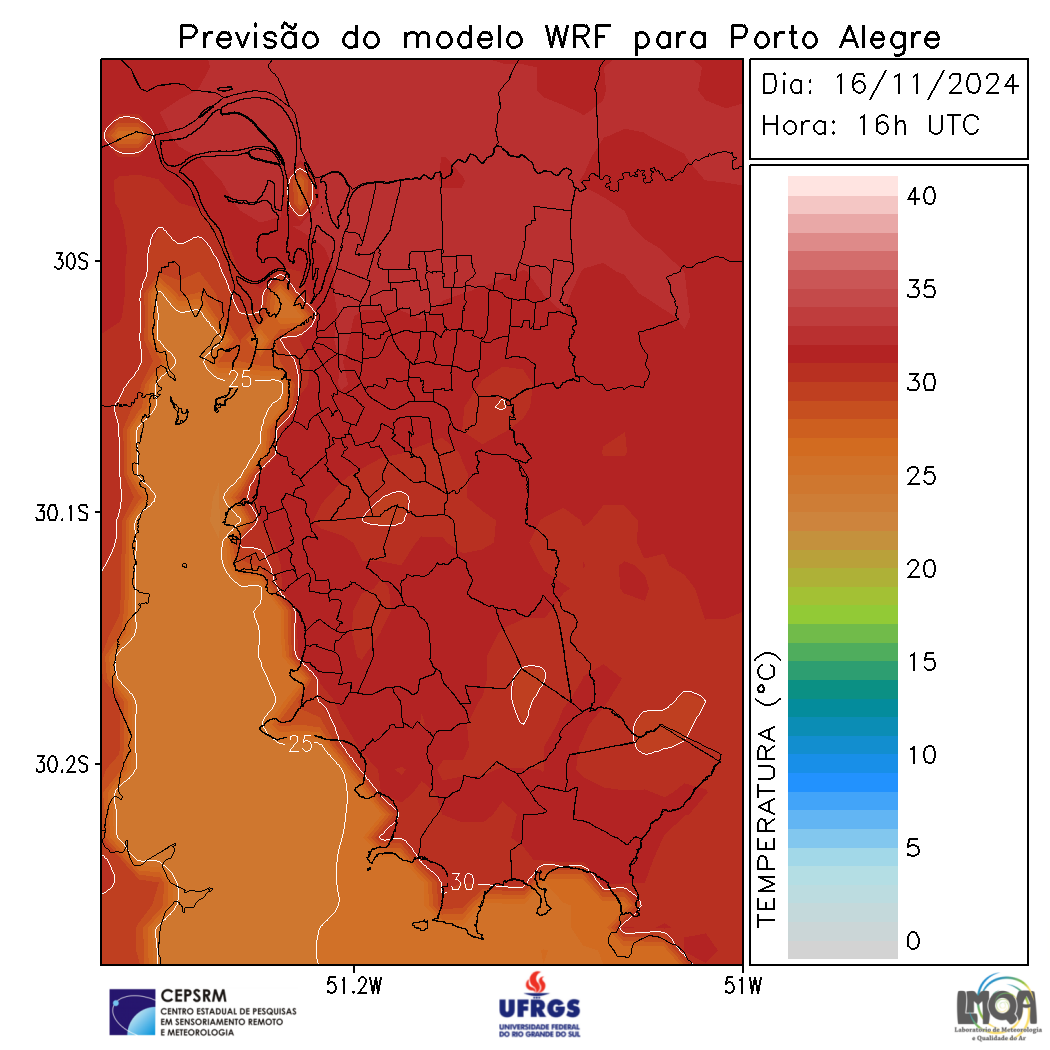 Previsão do modelo WRF para Porto Alegre
Dia: 16/11/2024
Hora: 16h UTC
40
35
30
25
20
15
10
5
0
TEMPERATURA (°C)
30S
30.1S
30.2S
25
25
30
51.2W
51W
CEPSRM
CENTRO ESTADUAL DE PESQUISAS
EM SENSORIAMENTO REMOTO
E METEOROLOGIA
UFRGS
UNIVERSIDADE FEDERAL
DO RIO GRANDE DO SUL
LMQA
Laboratório de Meteorologia
e Qualidade do Ar